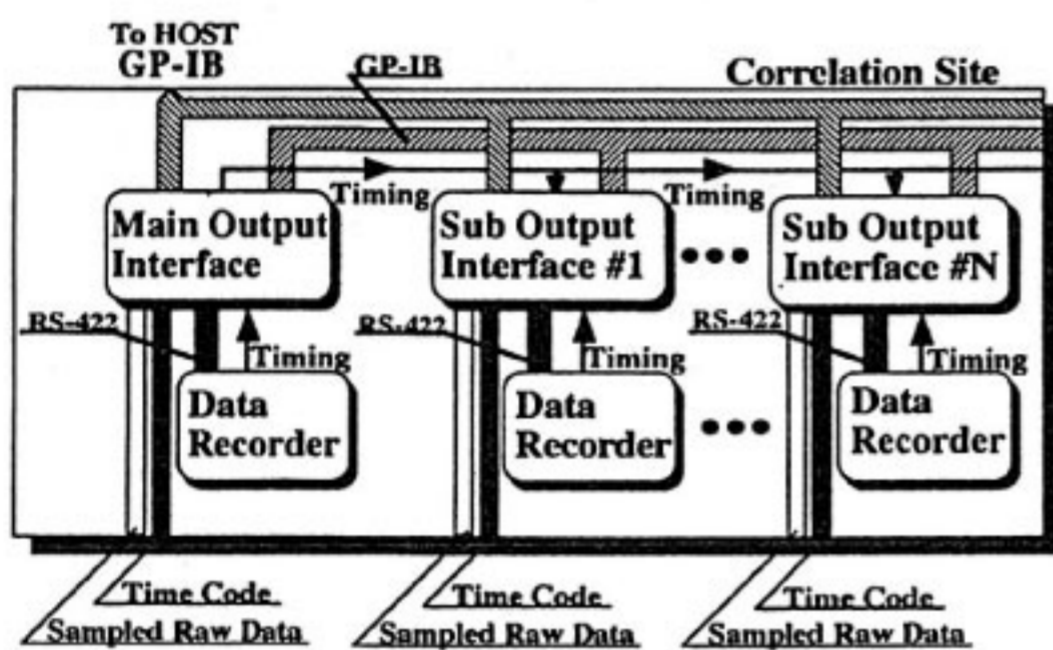 To HOST
GP-IB
GP-IB
Correlation Site
Timing
Timing
Main Output
Interface
Sub Output
Interface #1
Sub Output
Interface #N
RS-422
Timing
RS-422
Timing
RS-422
Timing
Data
Recorder
Data
Recorder
Data
Recorder
Time Code
Sampled Raw Data
Time Code
Sampled Raw Data
Time Code
Sampled Raw Data